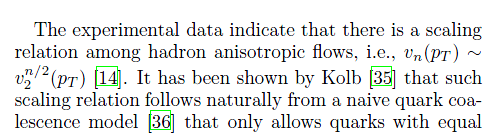 The experimental data indicate that there is a scaling
relation among hadron anisotropic flows, i.e., vₙ(p_T) ∼
v₂^{n/2}(p_T) [14]. It has been shown by Kolb [35] that such
scaling relation follows naturally from a naive quark coa-
lescence model [36] that only allows quarks with equal